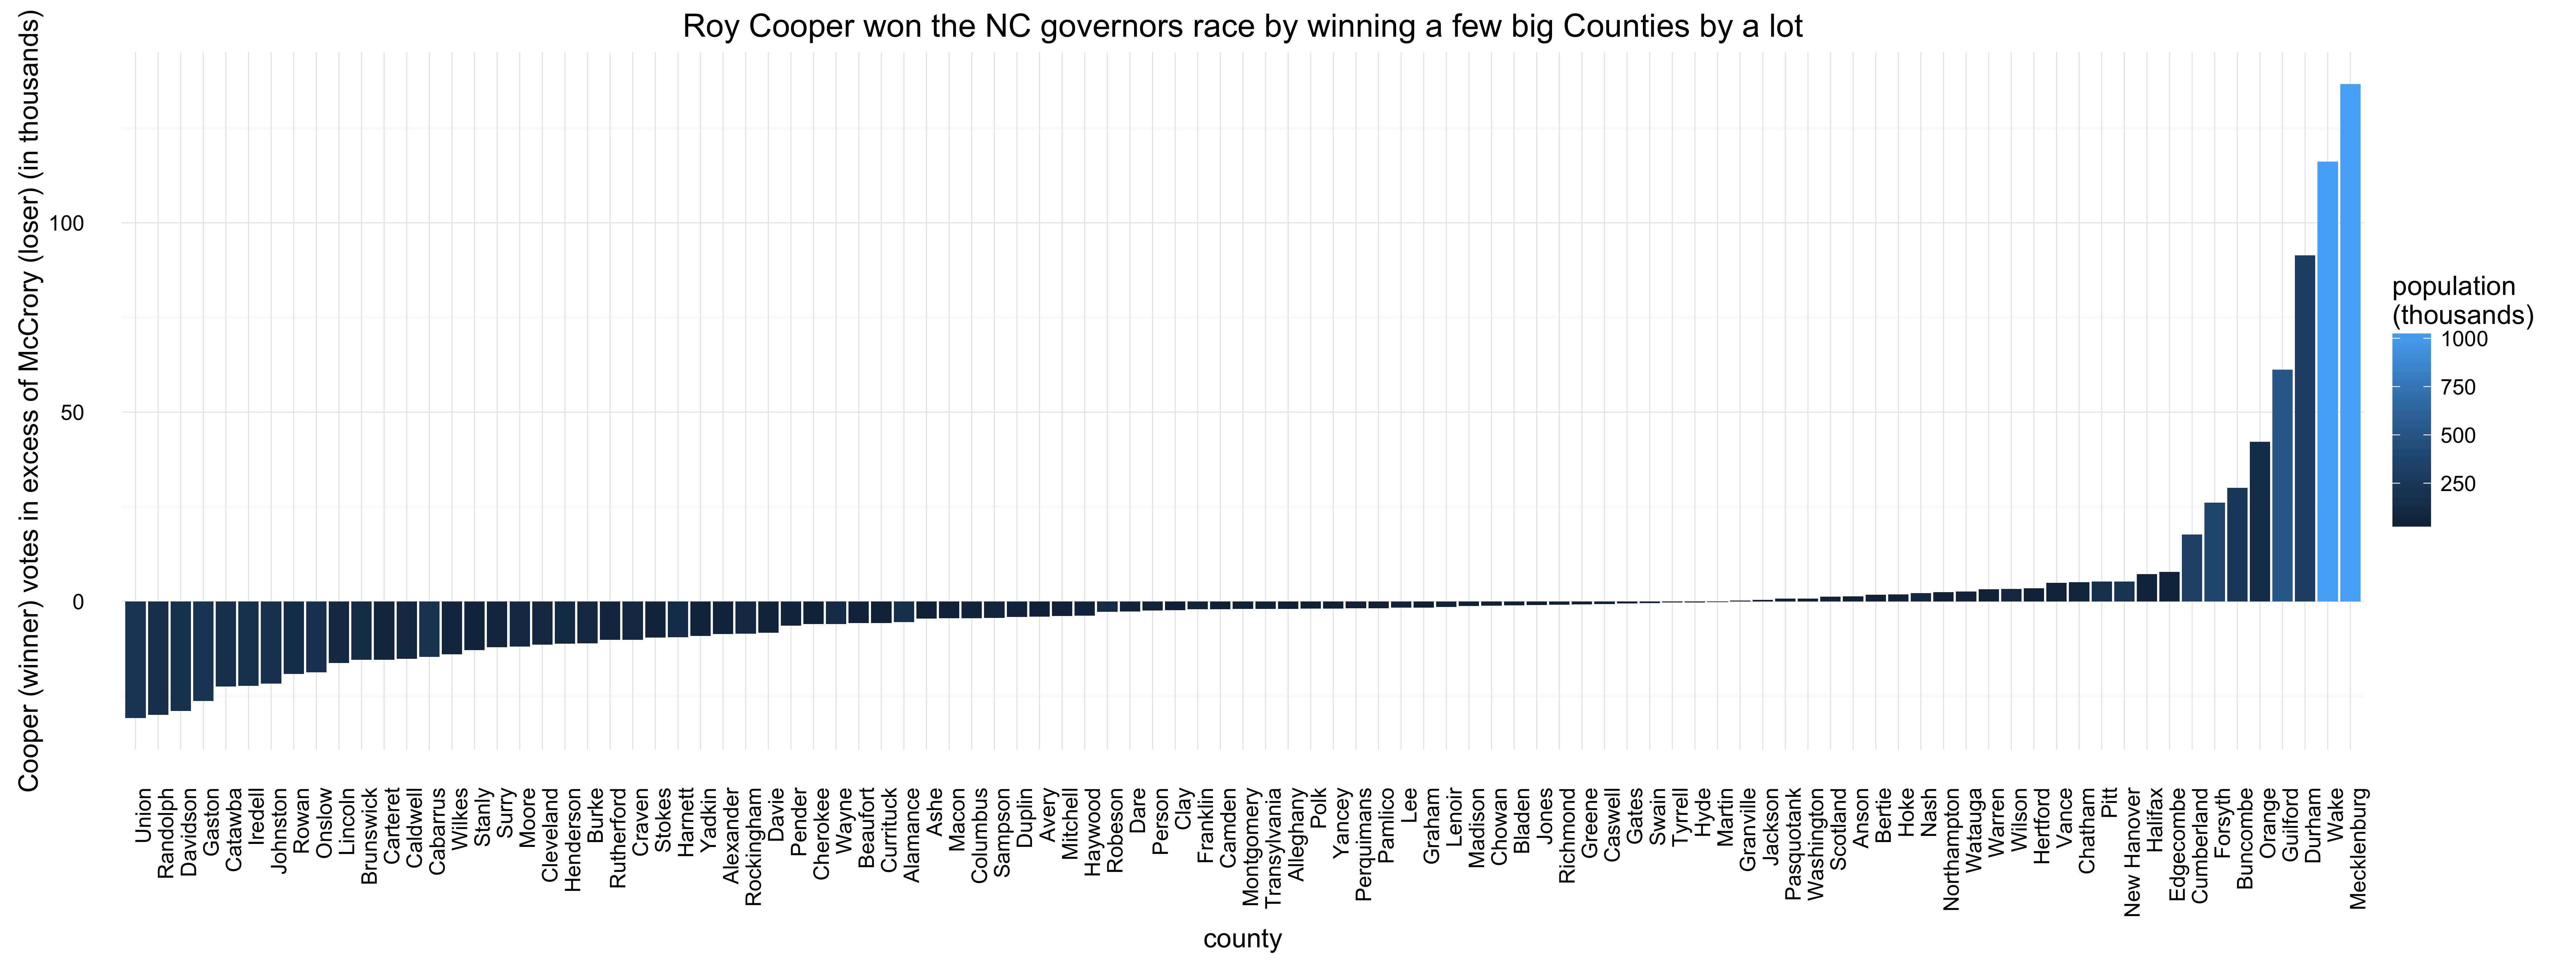 Roy Cooper won the NC governors race by winning a few big Counties by a lot
Cooper (winner) votes in excess of McCrory (loser) (in thousands)
100
50
0
Union
Randolph
Davidson
Gaston
Catawba
Iredell
Johnston
Rowan
Onslow
Lincoln
Brunswick
Carteret
Caldwell
Cabarrus
Wilkes
Stanly
Surry
Moore
Cleveland
Henderson
Burke
Rutherford
Craven
Stokes
Harnett
Yadkin
Alexander
Rockingham
Davie
Pender
Cherokee
Wayne
Beaufort
Currituck
Alamance
Ashe
Macon
Columbus
Sampson
Duplin
Avery
Mitchell
Haywood
Robeson
Dare
Person
Clay
Franklin
Camden
Montgomery
Transylvania
Alleghany
Polk
Yancey
Perquimans
Pamlico
Lee
Graham
Lenoir
Madison
Chowan
Bladen
Jones
Richmond
Greene
Caswell
Gates
Swain
Tyrrell
Hyde
Martin
Granville
Jackson
Pasquotank
Washington
Scotland
Anson
Bertie
Hoke
Nash
Northampton
Watauga
Warren
Wilson
Hertford
Vance
Chatham
Pitt
New Hanover
Halifax
Edgecombe
Cumberland
Forsyth
Buncombe
Orange
Guilford
Durham
Wake
Mecklenburg
county
population
(thousands)
1000
750
500
250